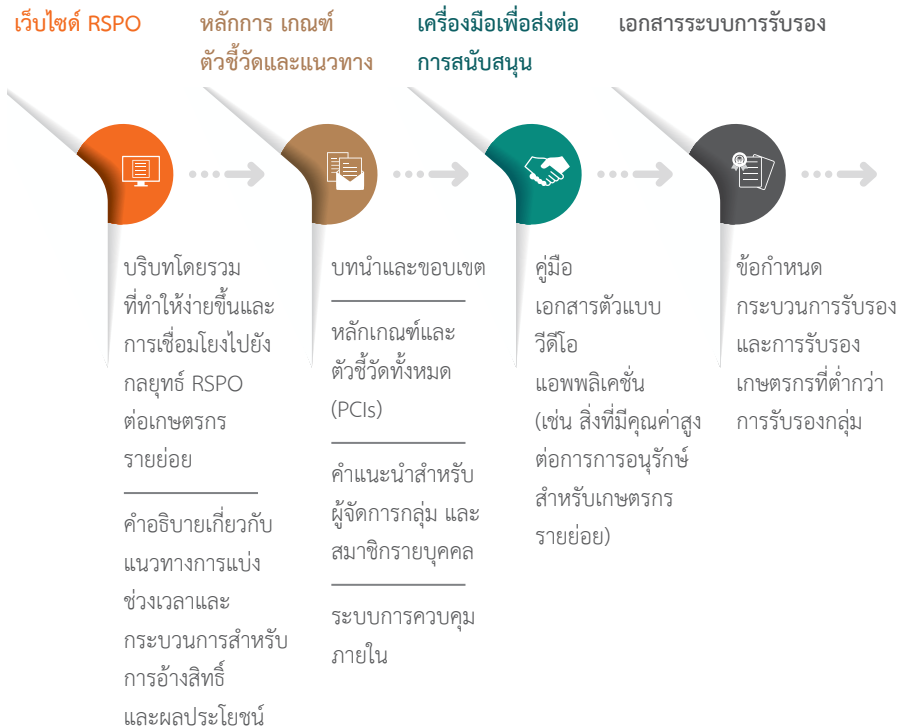 เว็บไซต์ RSPO
บริบทโดยรวม
ที่ทำให้ง่ายขึ้นและ
การเชื่อมโยงไปยัง
กลยุทธ์ RSPO
ต่อเกษตรกร
รายย่อย
คำอธิบายเกี่ยวกับ
แนวทางการแบ่ง
ช่วงเวลาและ
กระบวนการสำหรับ
การอ้างสิทธิ์
และผลประโยชน์
หลักการ เกณฑ์
ตัวชี้วัดและแนวทาง
บทนำและขอบเขต
หลักเกณฑ์และ
ตัวชี้วัดทั้งหมด
(PCIs)
คำแนะนำสำหรับ
ผู้จัดการกลุ่ม และ
สมาชิกรายบุคคล
ระบบการควบคุม
ภายใน
เครื่องมือเพื่อส่งต่อ
การสนับสนุน
คู่มือ
เอกสารตัวแบบ
วีดีโอ
แอพพลิเคชั่น
(เช่น สิ่งที่มีคุณค่าสูง
ต่อการการอนุรักษ์
สำหรับเกษตรกร
รายย่อย)
เอกสารระบบการรับรอง
ข้อกำหนด
กระบวนการรับรอง
และการรับรอง
เกษตรกรที่ต่ำกว่า
การรับรองกลุ่ม